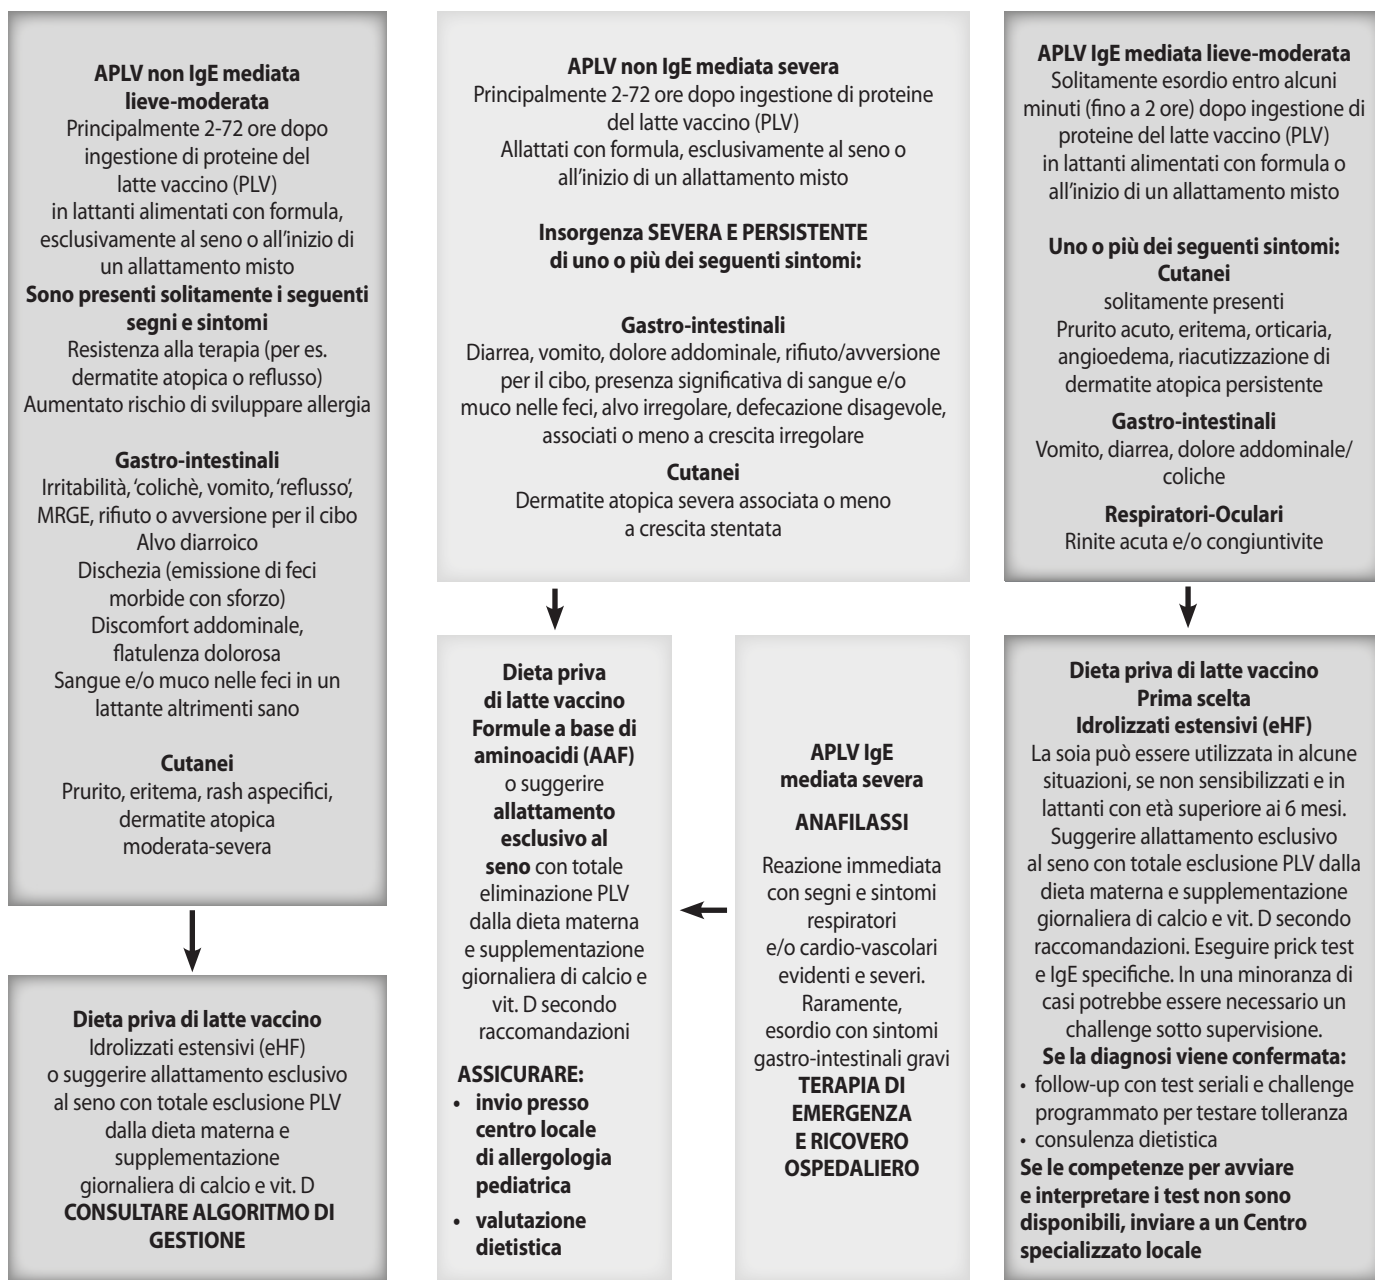 APLV non IgE mediata
lieve-moderata
Principalmente 2-72 ore dopo
ingestione di proteine del
latte vaccino (PLV)
in lattanti alimentati con formula,
esclusivamente al seno o all'inizio di
un allattamento misto
Sono presenti solitamente i seguenti
segni e sintomi
Resistenza alla terapia (per es.
dermatite atopica o reflusso)
Aumentato rischio di sviluppare allergia
Gastro-intestinali
Irritabilità, 'colichè, vomito, 'reflusso',
MRGE, rifiuto o avversione per il cibo
Alvo diarroico
Dischezia (emissione di feci
morbide con sforzo)
Discomfort addominale,
flatulenza dolorosa
Sangue e/o muco nelle feci in un
lattante altrimenti sano
Cutanei
Prurito, eritema, rash aspecifici,
dermatite atopica
moderata-severa
Dieta priva di latte vaccino
Idrolizzati estensivi (eHF)
o suggerire allattamento esclusivo
al seno con totale esclusione PLV
dalla dieta materna e
supplementazione
giornaliera di calcio e vit. D
CONSULTARE ALGORITMO DI
GESTIONE
APLV non IgE mediata severa
Principalmente 2-72 ore dopo ingestione di proteine
del latte vaccino (PLV)
Allattati con formula, esclusivamente al seno o
all'inizio di un allattamento misto
Insorgenza SEVERA E PERSISTENTE
di uno o più dei seguenti sintomi:
Gastro-intestinali
Diarrea, vomito, dolore addominale, rifiuto/avversione
per il cibo, presenza significativa di sangue e/o
muco nelle feci, alvo irregolare, defecazione disagevole,
associati o meno a crescita irregolare
Cutanei
Dermatite atopica severa associata o meno
a crescita stentata
Dieta priva
di latte vaccino
Formule a base di
aminoacidi (AAF)
o suggerire
allattamento
esclusivo al
seno con totale
eliminazione PLV
dalla dieta materna
e supplementazione
giornaliera di calcio e
vit. D secondo
raccomandazioni
ASSICURARE:
• invio presso
centro locale
di allergologia
pediatrica
• valutazione
dietistica
APLV IgE
mediata severa
ANAFILASSI
Reazione immediata
con segni e sintomi
respiratori
e/o cardio-vascolari
evidenti e severi.
Raramente,
esordio con sintomi
gastro-intestinali gravi
TERAPIA DI
EMERGENZA
E RICOVERO
OSPEDALIERO
APLV IgE mediata lieve-moderata
Solitamente esordio entro alcuni
minuti (fino a 2 ore) dopo ingestione di
proteine del latte vaccino (PLV)
in lattanti alimentati con formula o
all'inizio di un allattamento misto
Uno o più dei seguenti sintomi:
Cutanei
solitamente presenti
Prurito acuto, eritema, orticaria,
angioedema, riacutizzazione di
dermatite atopica persistente
Gastro-intestinali
Vomito, diarrea, dolore addominale/
coliche
Respiratori-Oculari
Rinite acuta e/o congiuntivite
Dieta priva di latte vaccino
Prima scelta
Idrolizzati estensivi (eHF)
La soia può essere utilizzata in alcune
situazioni, se non sensibilizzati e in
lattanti con età superiore ai 6 mesi.
Suggerire allattamento esclusivo
al seno con totale esclusione PLV dalla
dieta materna e supplementazione
giornaliera di calcio e vit. D secondo
raccomandazioni. Eseguire prick test
e IgE specifiche. In una minoranza di
casi potrebbe essere necessario un
challenge sotto supervisione.
Se la diagnosi viene confermata:
• follow-up con test seriali e challenge
programmato per testare tolleranza
• consulenza dietistica
Se le competenze per avviare
e interpretare i test non sono
disponibili, inviare a un Centro
specializzato locale